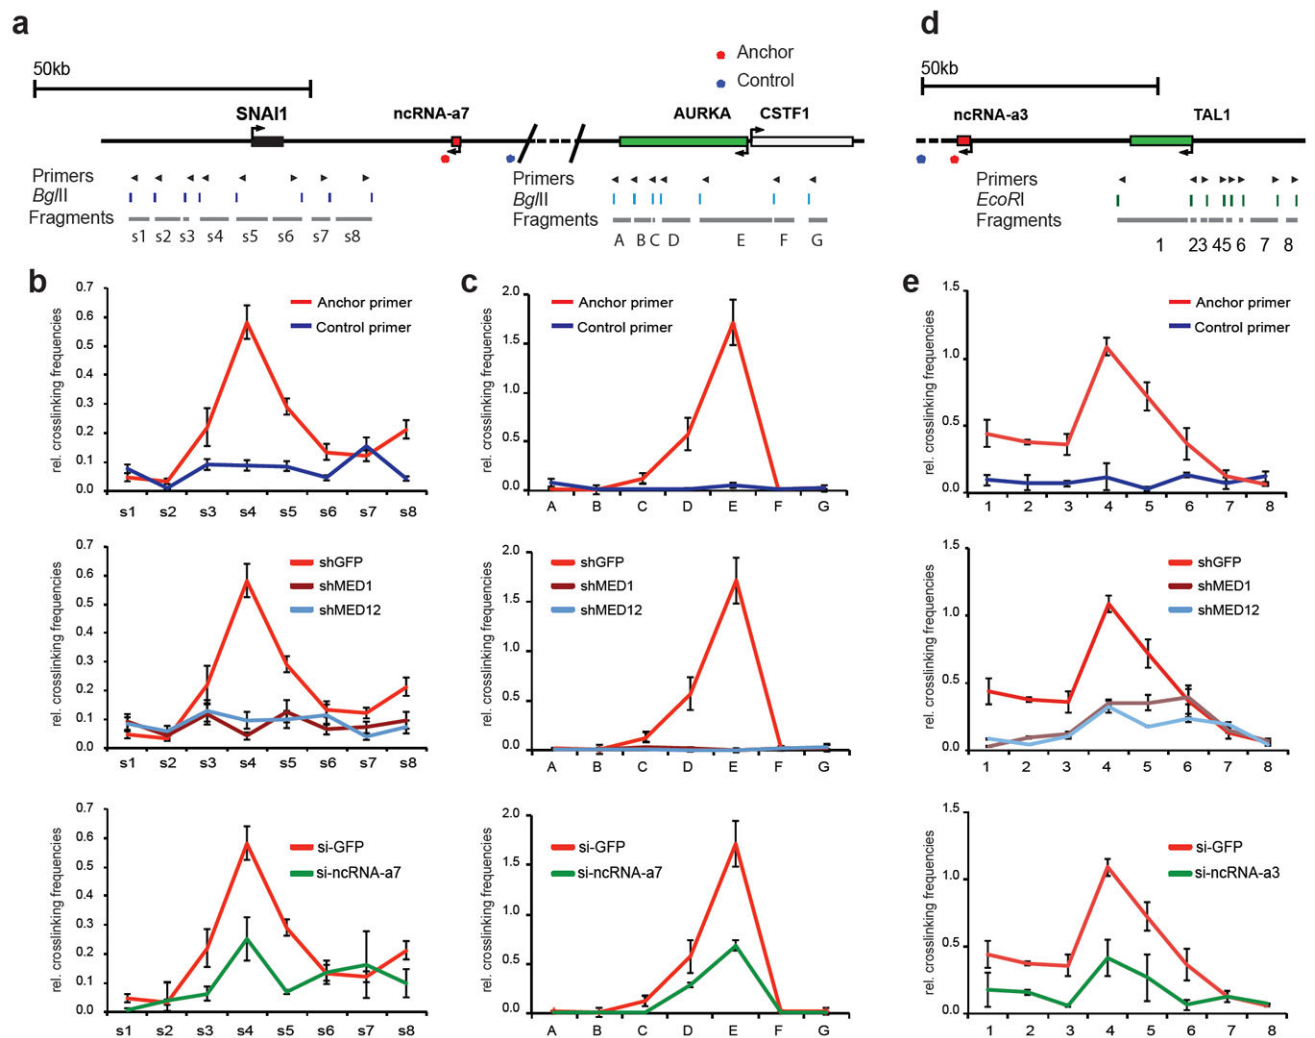 a
d
Anchor
Control
50kb
50kb
SNAI1
ncRNA-a7
AURKA
CSTF1
ncRNA-a3
TAL1
Primers
BglII
Fragments
s1 s2 s3 s4 s5 s6 s7 s8
Primers
BglII
Fragments
A B C D E F G
Primers
EcoRI
Fragments
1 23 45 6 7 8
b
rel. crosslinking frequencies
0.7
0.6
0.5
0.4
0.3
0.2
0.1
0.0
Anchor primer
Control primer
s1 s2 s3 s4 s5 s6 s7 s8
c
rel. crosslinking frequencies
2.0
1.5
1.0
0.5
0.0
Anchor primer
Control primer
A B C D E F G
e
rel. crosslinking frequencies
1.5
1.0
0.5
0.0
Anchor primer
Control primer
1 2 3 4 5 6 7 8
rel. crosslinking frequencies
0.7
0.6
0.5
0.4
0.3
0.2
0.1
0.0
shGFP
shMED1
shMED12
s1 s2 s3 s4 s5 s6 s7 s8
rel. crosslinking frequencies
2.0
1.5
1.0
0.5
0.0
shGFP
shMED1
shMED12
A B C D E F G
rel. crosslinking frequencies
1.5
1.0
0.5
0.0
shGFP
shMED1
shMED12
1 2 3 4 5 6 7 8
rel. crosslinking frequencies
0.7
0.6
0.5
0.4
0.3
0.2
0.1
0.0
si-GFP
si-ncRNA-a7
s1 s2 s3 s4 s5 s6 s7 s8
rel. crosslinking frequencies
2.0
1.5
1.0
0.5
0.0
si-GFP
si-ncRNA-a7
A B C D E F G
rel. crosslinking frequencies
1.5
1.0
0.5
0.0
si-GFP
si-ncRNA-a3
1 2 3 4 5 6 7 8